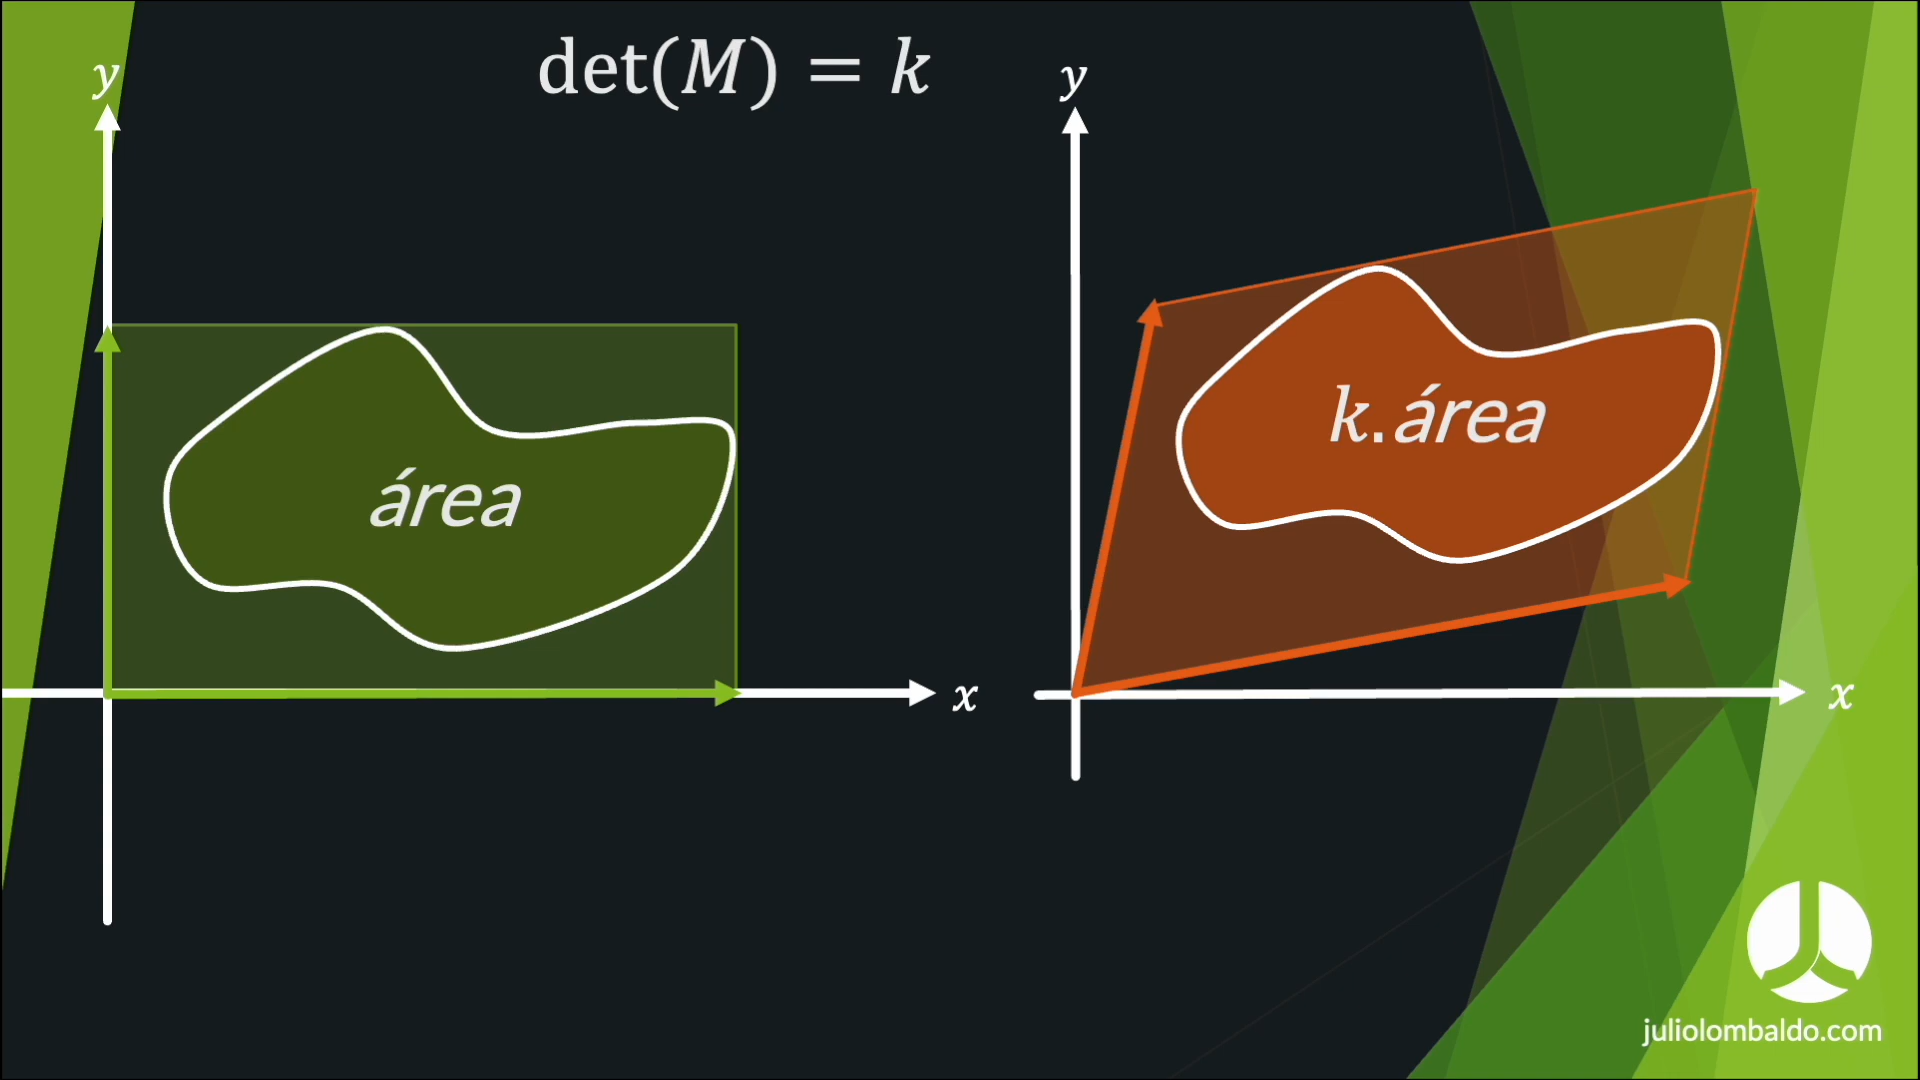 det(M) = k
y
área
x
y
k.área
x
juliolombaldo.com